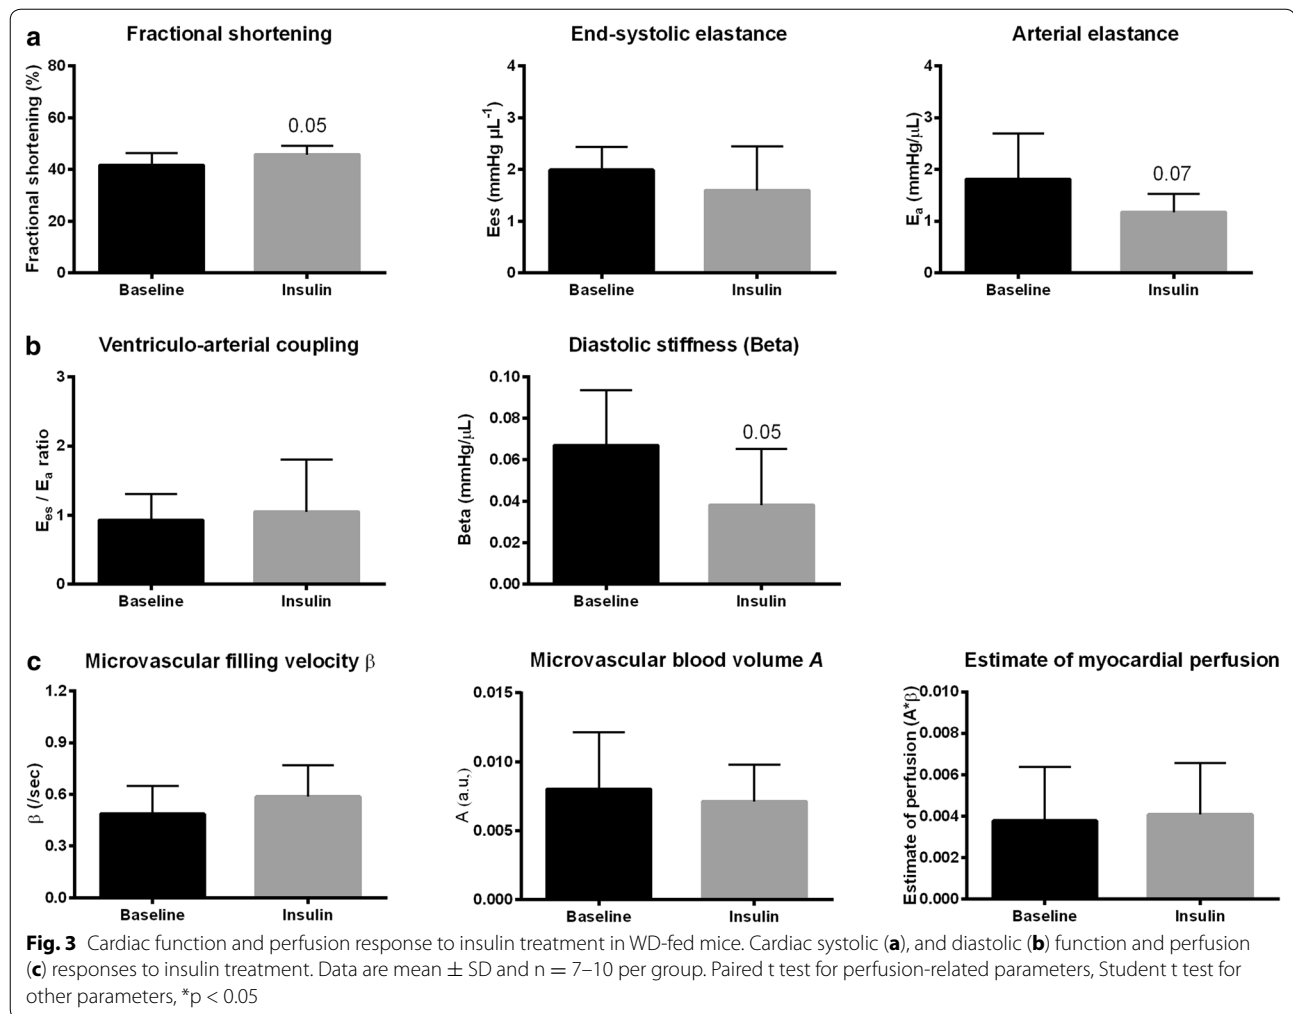 a
Fractional shortening
Fractional shortening (%)
80
60
40
20
0
0.05
Baseline
Insulin
End-systolic elastance
Ees (mmHg µL⁻¹)
4
3
2
1
0
Baseline
Insulin
Arterial elastance
Eₐ (mmHg/µL)
4
3
2
1
0
0.07
Baseline
Insulin
b
Ventriculo-arterial coupling
Ees / Ea ratio
3
2
1
0
Baseline
Insulin
Diastolic stiffness (Beta)
Beta (mmHg/µL)
0.10
0.08
0.06
0.04
0.02
0.00
0.05
Baseline
Insulin
c
Microvascular filling velocity β
β (/sec)
1.2
0.9
0.6
0.3
0.0
Baseline
Insulin
Microvascular blood volume A
A (a.u.)
0.015
0.010
0.005
0.000
Baseline
Insulin
Estimate of myocardial perfusion
Estimate of perfusion (A*β)
0.010
0.008
0.006
0.004
0.002
0.000
Baseline
Insulin
Fig. 3 Cardiac function and perfusion response to insulin treatment in WD-fed mice. Cardiac systolic (a), and diastolic (b) function and perfusion
(c) responses to insulin treatment. Data are mean ± SD and n = 7–10 per group. Paired t test for perfusion-related parameters, Student t test for
other parameters, *p < 0.05